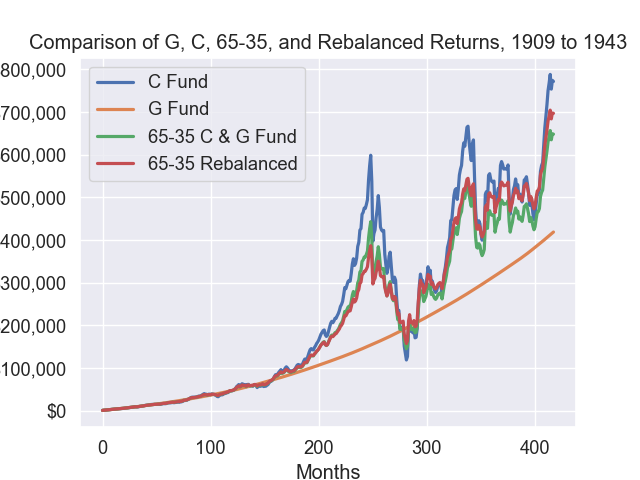 Comparison of G, C, 65-35, and Rebalanced Returns, 1909 to 1943
C Fund
G Fund
65-35 C & G Fund
65-35 Rebalanced
800,000
700,000
600,000
500,000
400,000
300,000
200,000
100,000
$0
0 100 200 300 400
Months